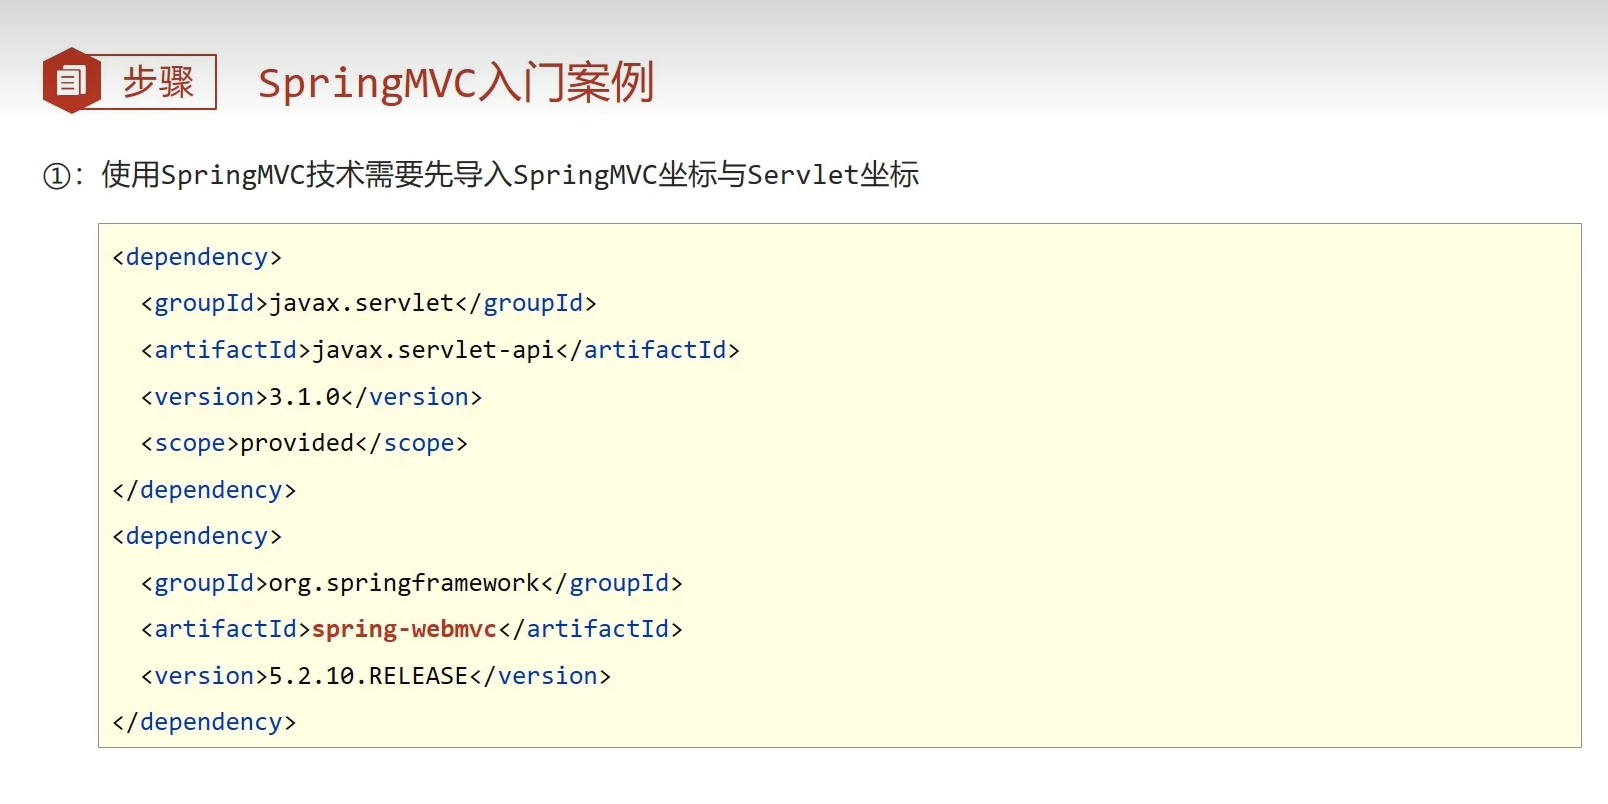 步骤 SpringMVC入门案例
①：使用SpringMVC技术需要先导入SpringMVC坐标与Servlet坐标
<dependency>
  <groupId>javax.servlet</groupId>
  <artifactId>javax.servlet-api</artifactId>
  <version>3.1.0</version>
  <scope>provided</scope>
</dependency>
<dependency>
  <groupId>org.springframework</groupId>
  <artifactId>spring-webmvc</artifactId>
  <version>5.2.10.RELEASE</version>
</dependency>